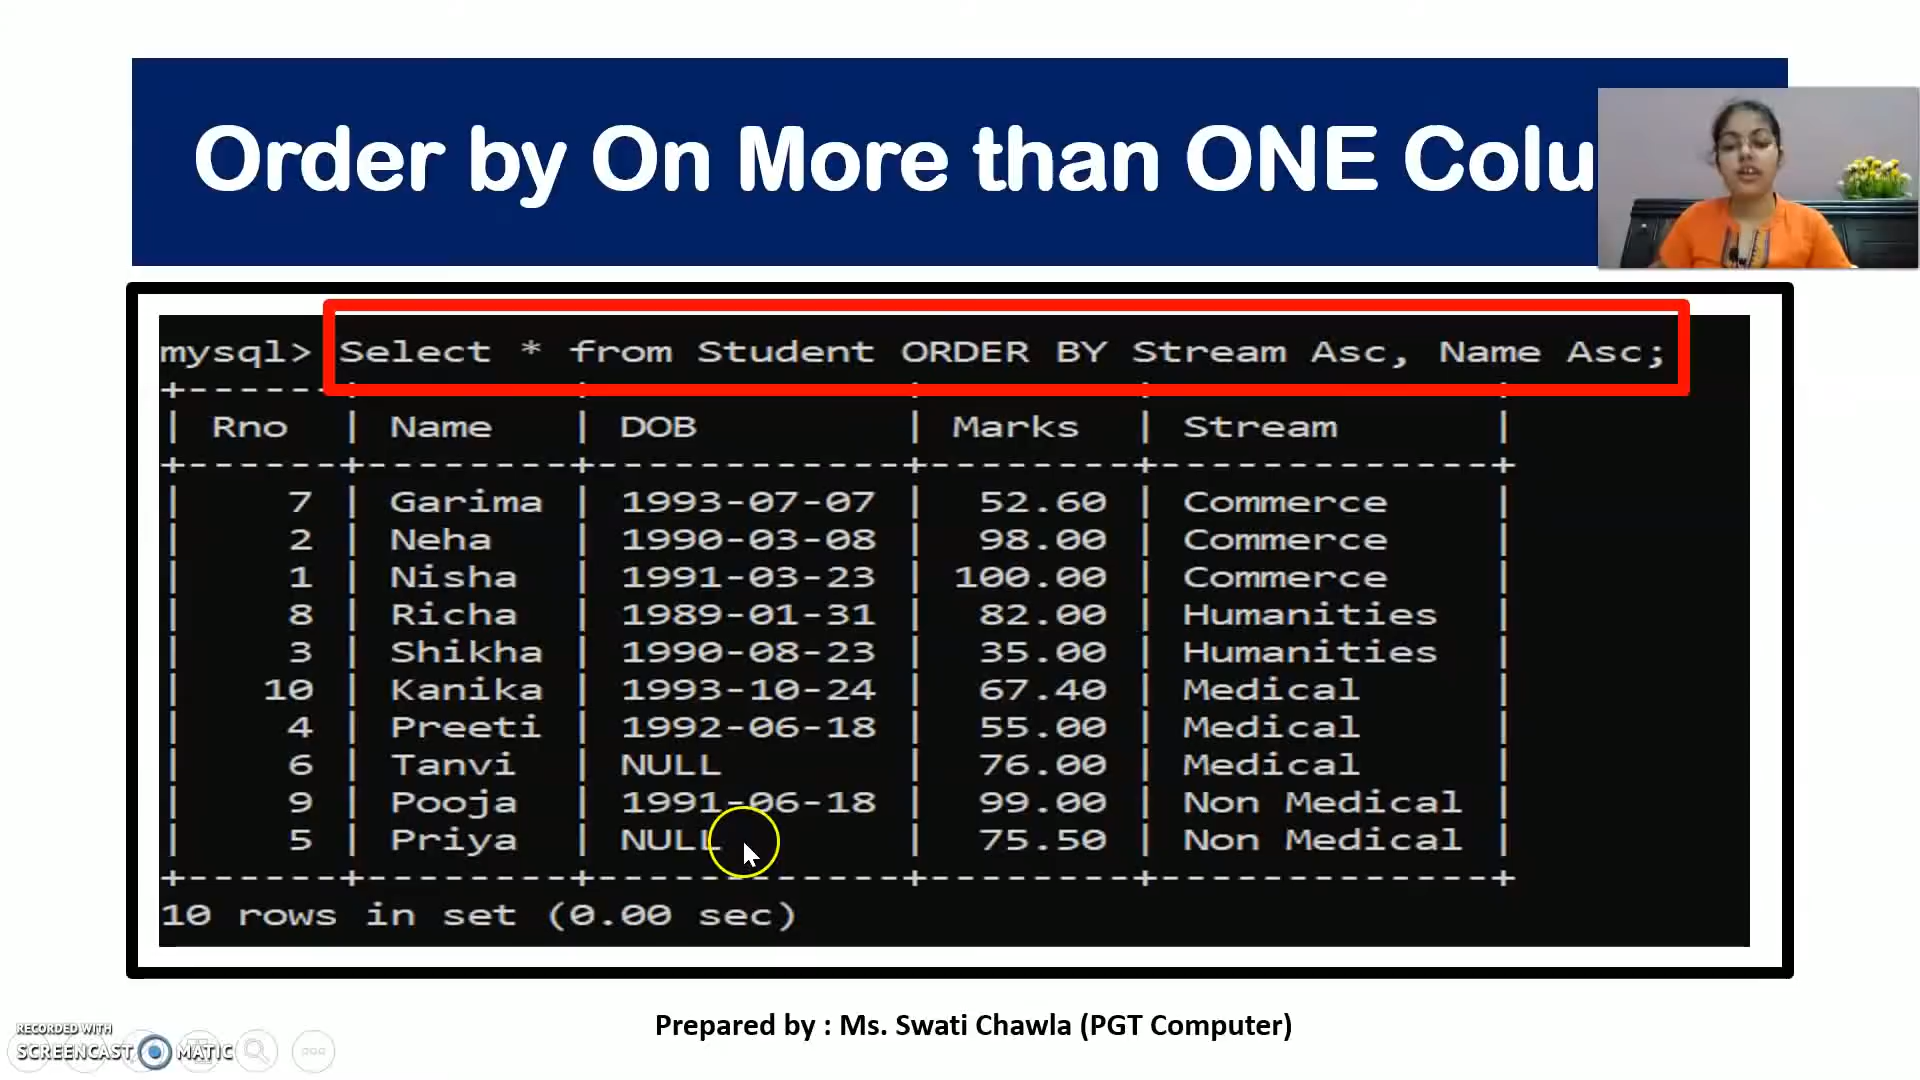 Order by On More than ONE Colu
mysql> Select * from Student ORDER BY Stream Asc, Name Asc;
| Rno | Name | DOB | Marks | Stream |
| 7 | Garima | 1993-07-07 | 52.60 | Commerce |
| 2 | Neha | 1990-03-08 | 98.00 | Commerce |
| 1 | Nisha | 1991-03-23 | 100.00 | Commerce |
| 8 | Richa | 1989-01-31 | 82.00 | Humanities |
| 3 | Shikha | 1990-08-23 | 35.00 | Humanities |
| 10 | Kanika | 1993-10-24 | 67.40 | Medical |
| 4 | Preeti | 1992-06-18 | 55.00 | Medical |
| 6 | Tanvi | NULL | 76.00 | Medical |
| 9 | Pooja | 1991-06-18 | 99.00 | Non Medical |
| 5 | Priya | NULL | 75.50 | Non Medical |
10 rows in set (0.00 sec)
Prepared by : Ms. Swati Chawla (PGT Computer)
RECORDED WITH
SCREENCAST MATIC